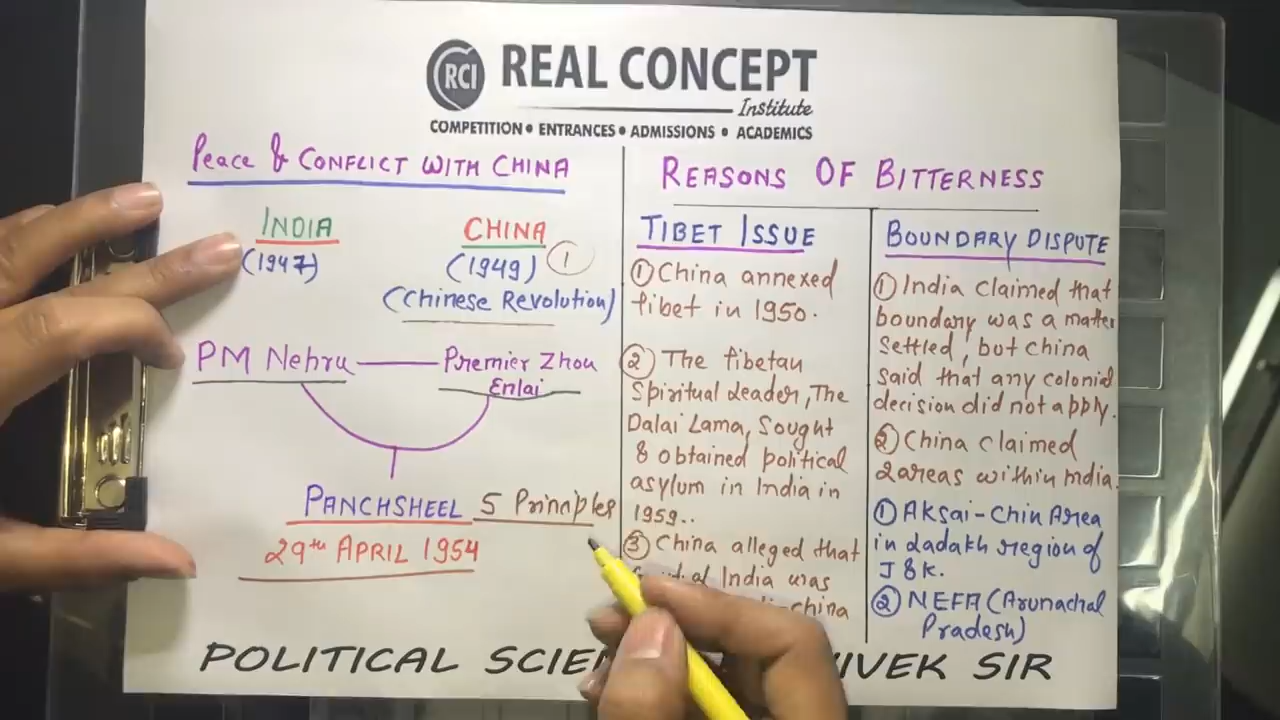 RCI REAL CONCEPT
Institute
COMPETITION • ENTRANCES • ADMISSIONS • ACADEMICS
Peace & CONFLICT WITH CHINA
INDIA
(1947)
CHINA
(1949) ①
(Chinese Revolution)
PM Nehru — Premier Zhou
Enlai
PANCHSHEEL 5 Prinnples
29th APRIL 1954
REASONS OF BITTERNESS
TIBET ISSUE
① China annexed
tibet in 1950.
② The tibetan
Spiritual Leader, The
Dalai Lama, Sought
& obtained political
asylum in India in
1959..
③ China alleged that
of India was
china
BOUNDARY DISPUTE
① India claimed that
boundary was a matter
Settled, but china
said that any colonial
decision did not apply.
② China claimed
2 areas within India.
① Aksai-Chin Area
in Ladakh region of
J&K.
② NEFA (Arunachal
Pradesh)
POLITICAL SIR